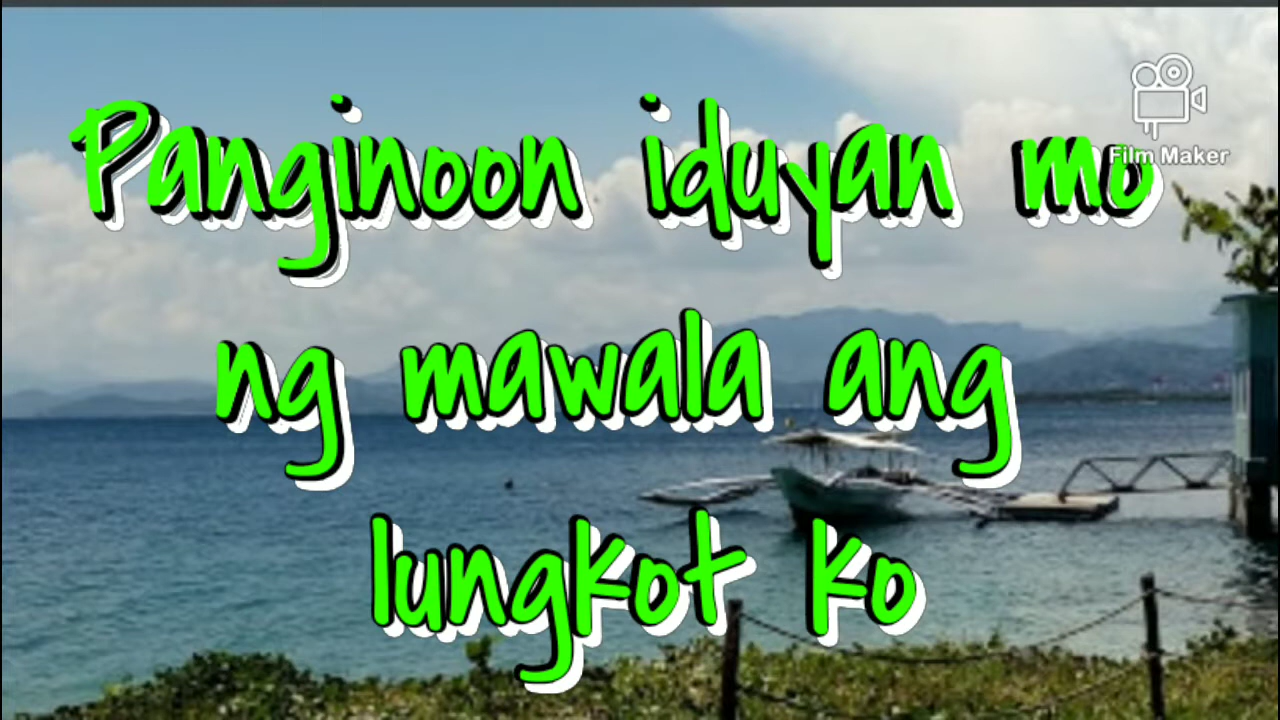 Panginoon iduyan mo
Film Maker
ng mawala ang
lungkot ko